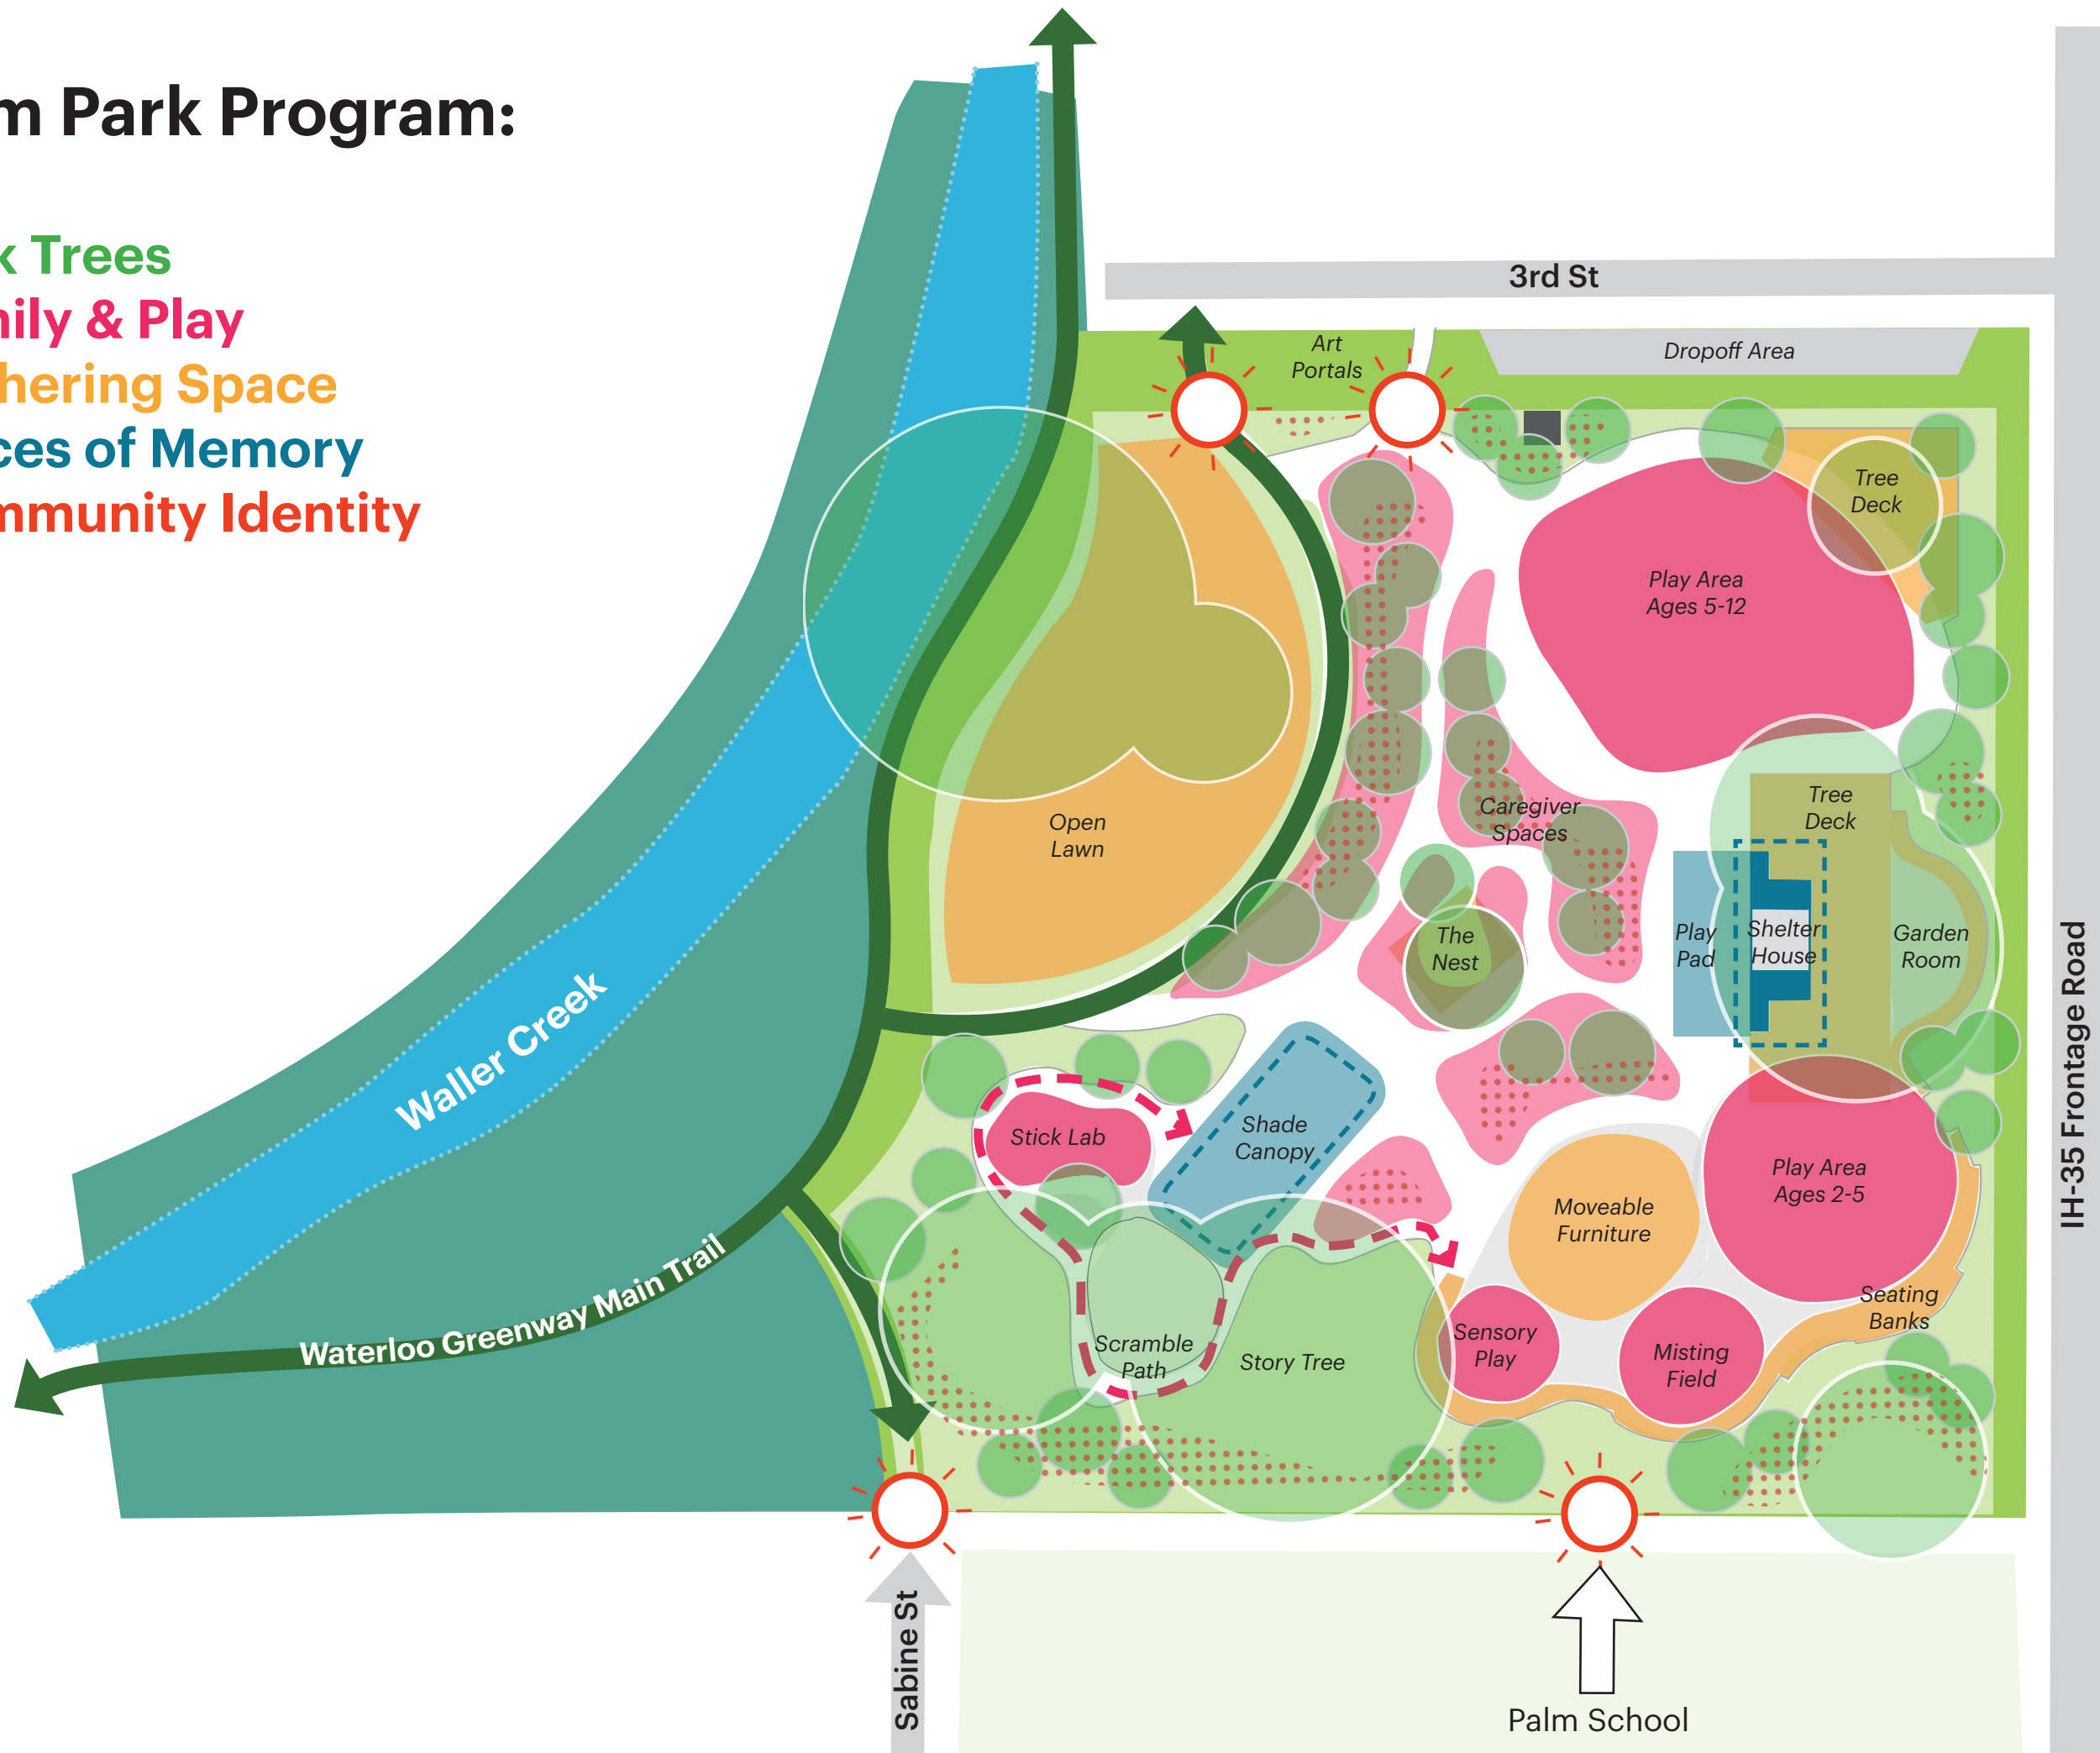 m Park Program:
k Trees
ily & Play
hering Space
ces of Memory
mmunity Identity
3rd St
Art
Portals
Dropoff Area
Tree
Deck
Play Area
Ages 5-12
Open
Lawn
Caregiver
Spaces
Tree
Deck
The
Nest
Play
Pad
Shelter
House
Garden
Room
IH-35 Frontage Road
Waller Creek
Stick Lab
Shade
Canopy
Play Area
Ages 2-5
Moveable
Furniture
Waterloo Greenway Main Trail
Seating
Banks
Scramble
Path
Story Tree
Sensory
Play
Misting
Field
Sabine St
Palm School